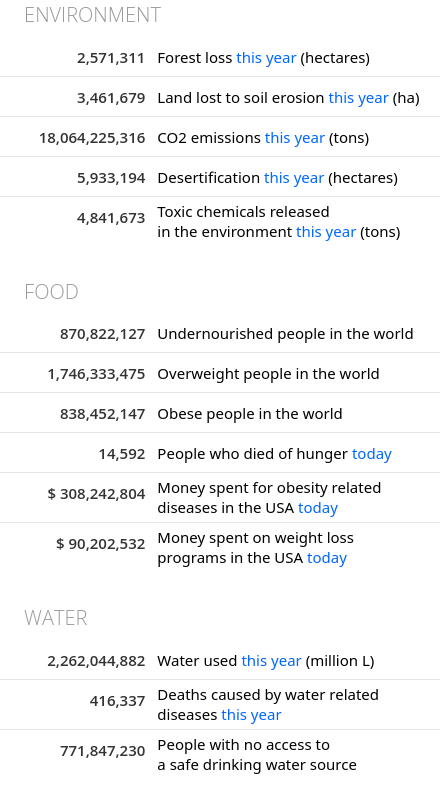 ENVIRONMENT
2,571,311 Forest loss this year (hectares)
3,461,679 Land lost to soil erosion this year (ha)
18,064,225,316 CO2 emissions this year (tons)
5,933,194 Desertification this year (hectares)
4,841,673 Toxic chemicals released
in the environment this year (tons)
FOOD
870,822,127 Undernourished people in the world
1,746,333,475 Overweight people in the world
838,452,147 Obese people in the world
14,592 People who died of hunger today
$ 308,242,804 Money spent for obesity related
diseases in the USA today
$ 90,202,532 Money spent on weight loss
programs in the USA today
WATER
2,262,044,882 Water used this year (million L)
416,337 Deaths caused by water related
diseases this year
771,847,230 People with no access to
a safe drinking water source